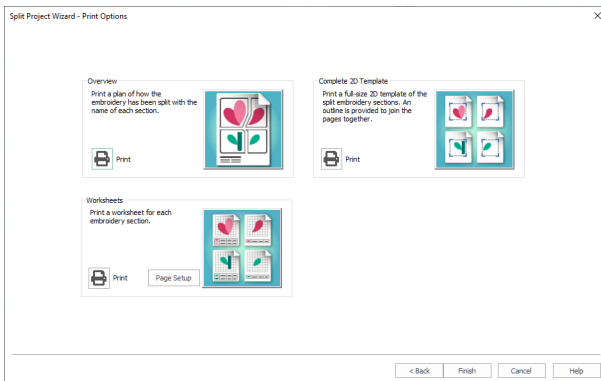 Split Project Wizard - Print Options
Overview
Print a plan of how the
embroidery has been split with the
name of each section.
Print
Complete 2D Template
Print a full-size 2D template of the
split embroidery sections. An
outline is provided to join the
pages together.
Print
Worksheets
Print a worksheet for each
embroidery section.
Print
Page Setup
< Back
Finish
Cancel
Help